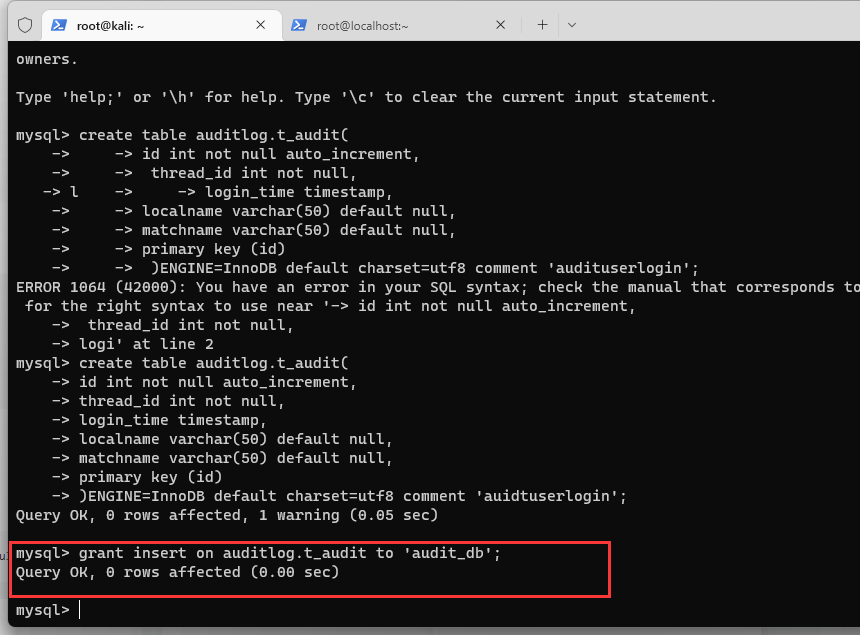 root@kali: ~
root@localhost:~
owners.
Type 'help;' or '\h' for help. Type '\c' to clear the current input statement.
mysql> create table auditlog.t_audit(
    ->     -> id int not null auto_increment,
    ->     ->  thread_id int not null,
   -> l    ->     -> login_time timestamp,
    ->     -> localname varchar(50) default null,
    ->     -> matchname varchar(50) default null,
    ->     -> primary key (id)
    ->     ->  )ENGINE=InnoDB default charset=utf8 comment 'audituserlogin';
ERROR 1064 (42000): You have an error in your SQL syntax; check the manual that corresponds to
 for the right syntax to use near '-> id int not null auto_increment,
    ->  thread_id int not null,
    -> logi' at line 2
mysql> create table auditlog.t_audit(
    -> id int not null auto_increment,
    -> thread_id int not null,
    -> login_time timestamp,
    -> localname varchar(50) default null,
    -> matchname varchar(50) default null,
    -> primary key (id)
    -> )ENGINE=InnoDB default charset=utf8 comment 'auidtuserlogin';
Query OK, 0 rows affected, 1 warning (0.05 sec)
mysql> grant insert on auditlog.t_audit to 'audit_db';
Query OK, 0 rows affected (0.00 sec)
mysql>